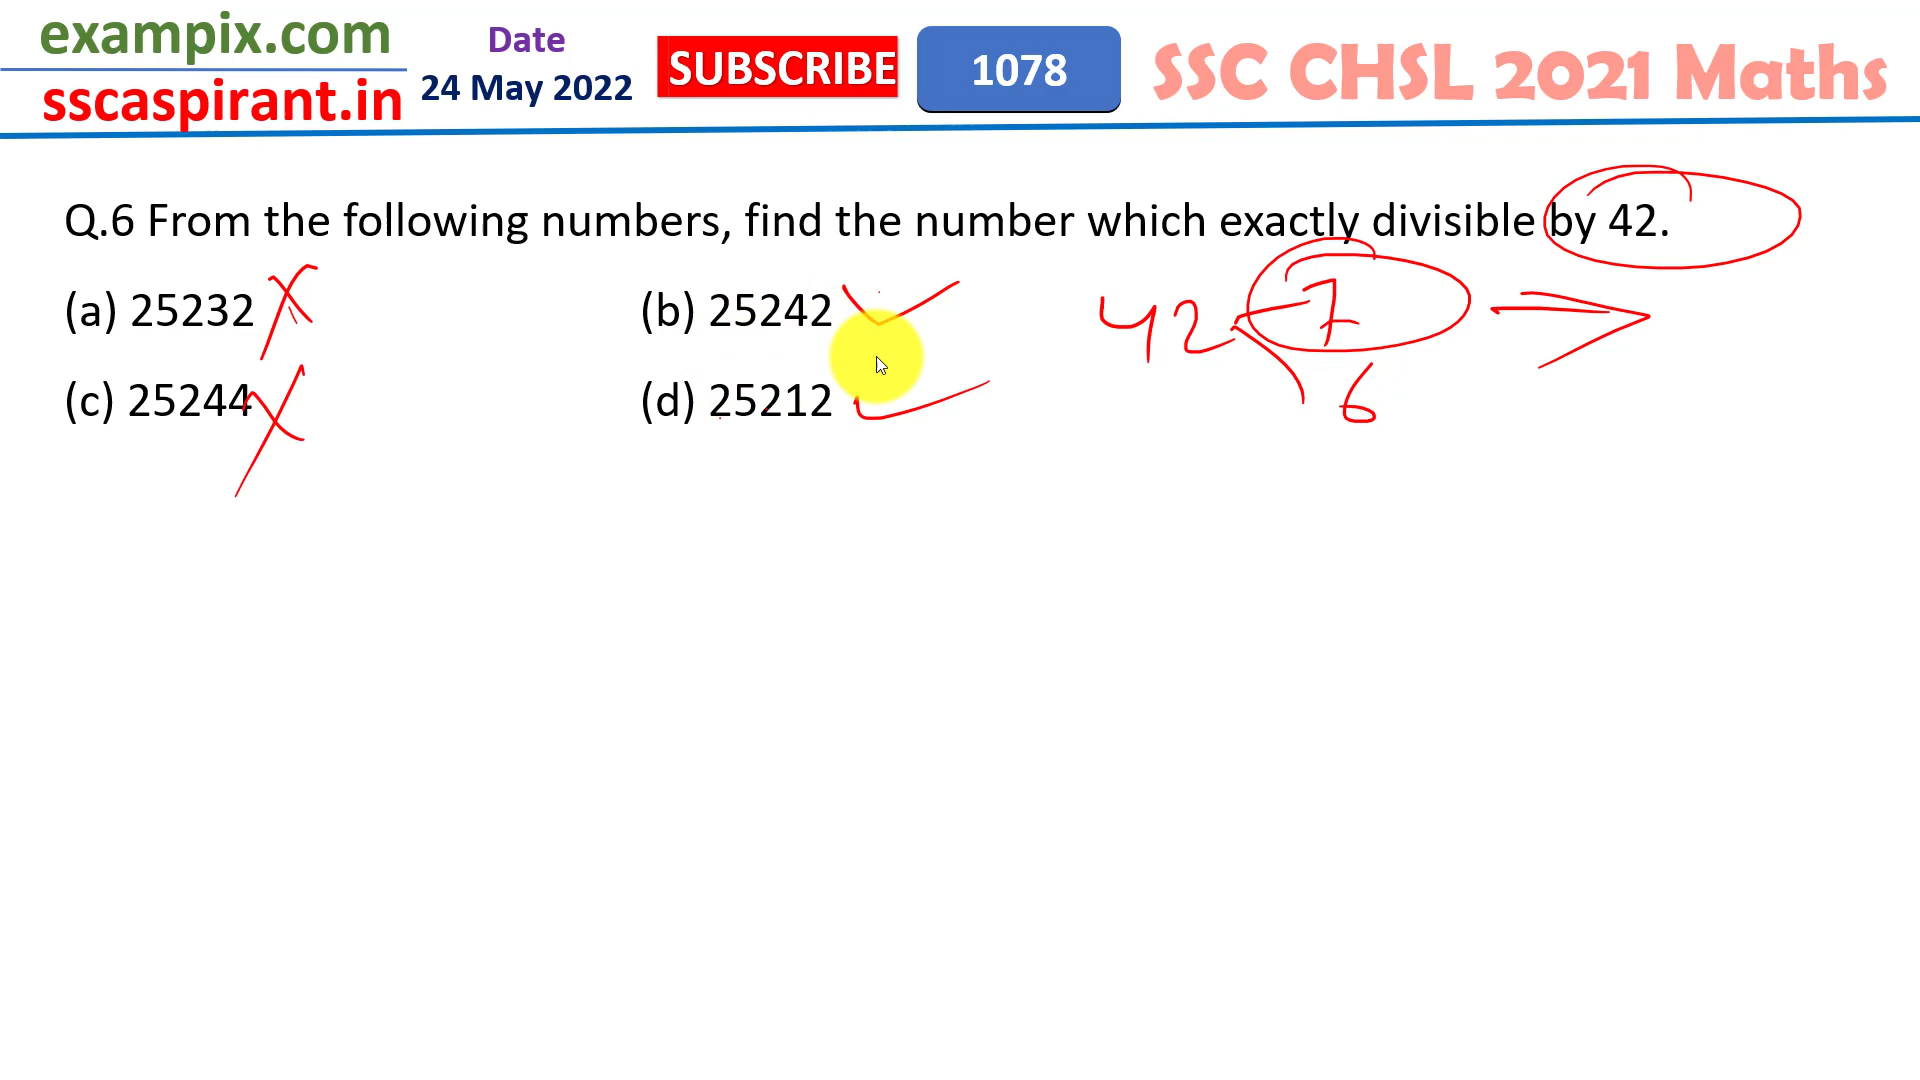 exampix.com
sscaspirant.in
Date
24 May 2022
SUBSCRIBE
1078
SSC CHSL 2021 Maths
Q.6 From the following numbers, find the number which exactly divisible by 42.
(a) 25232
(b) 25242
(c) 25244
(d) 25212
42
7
6